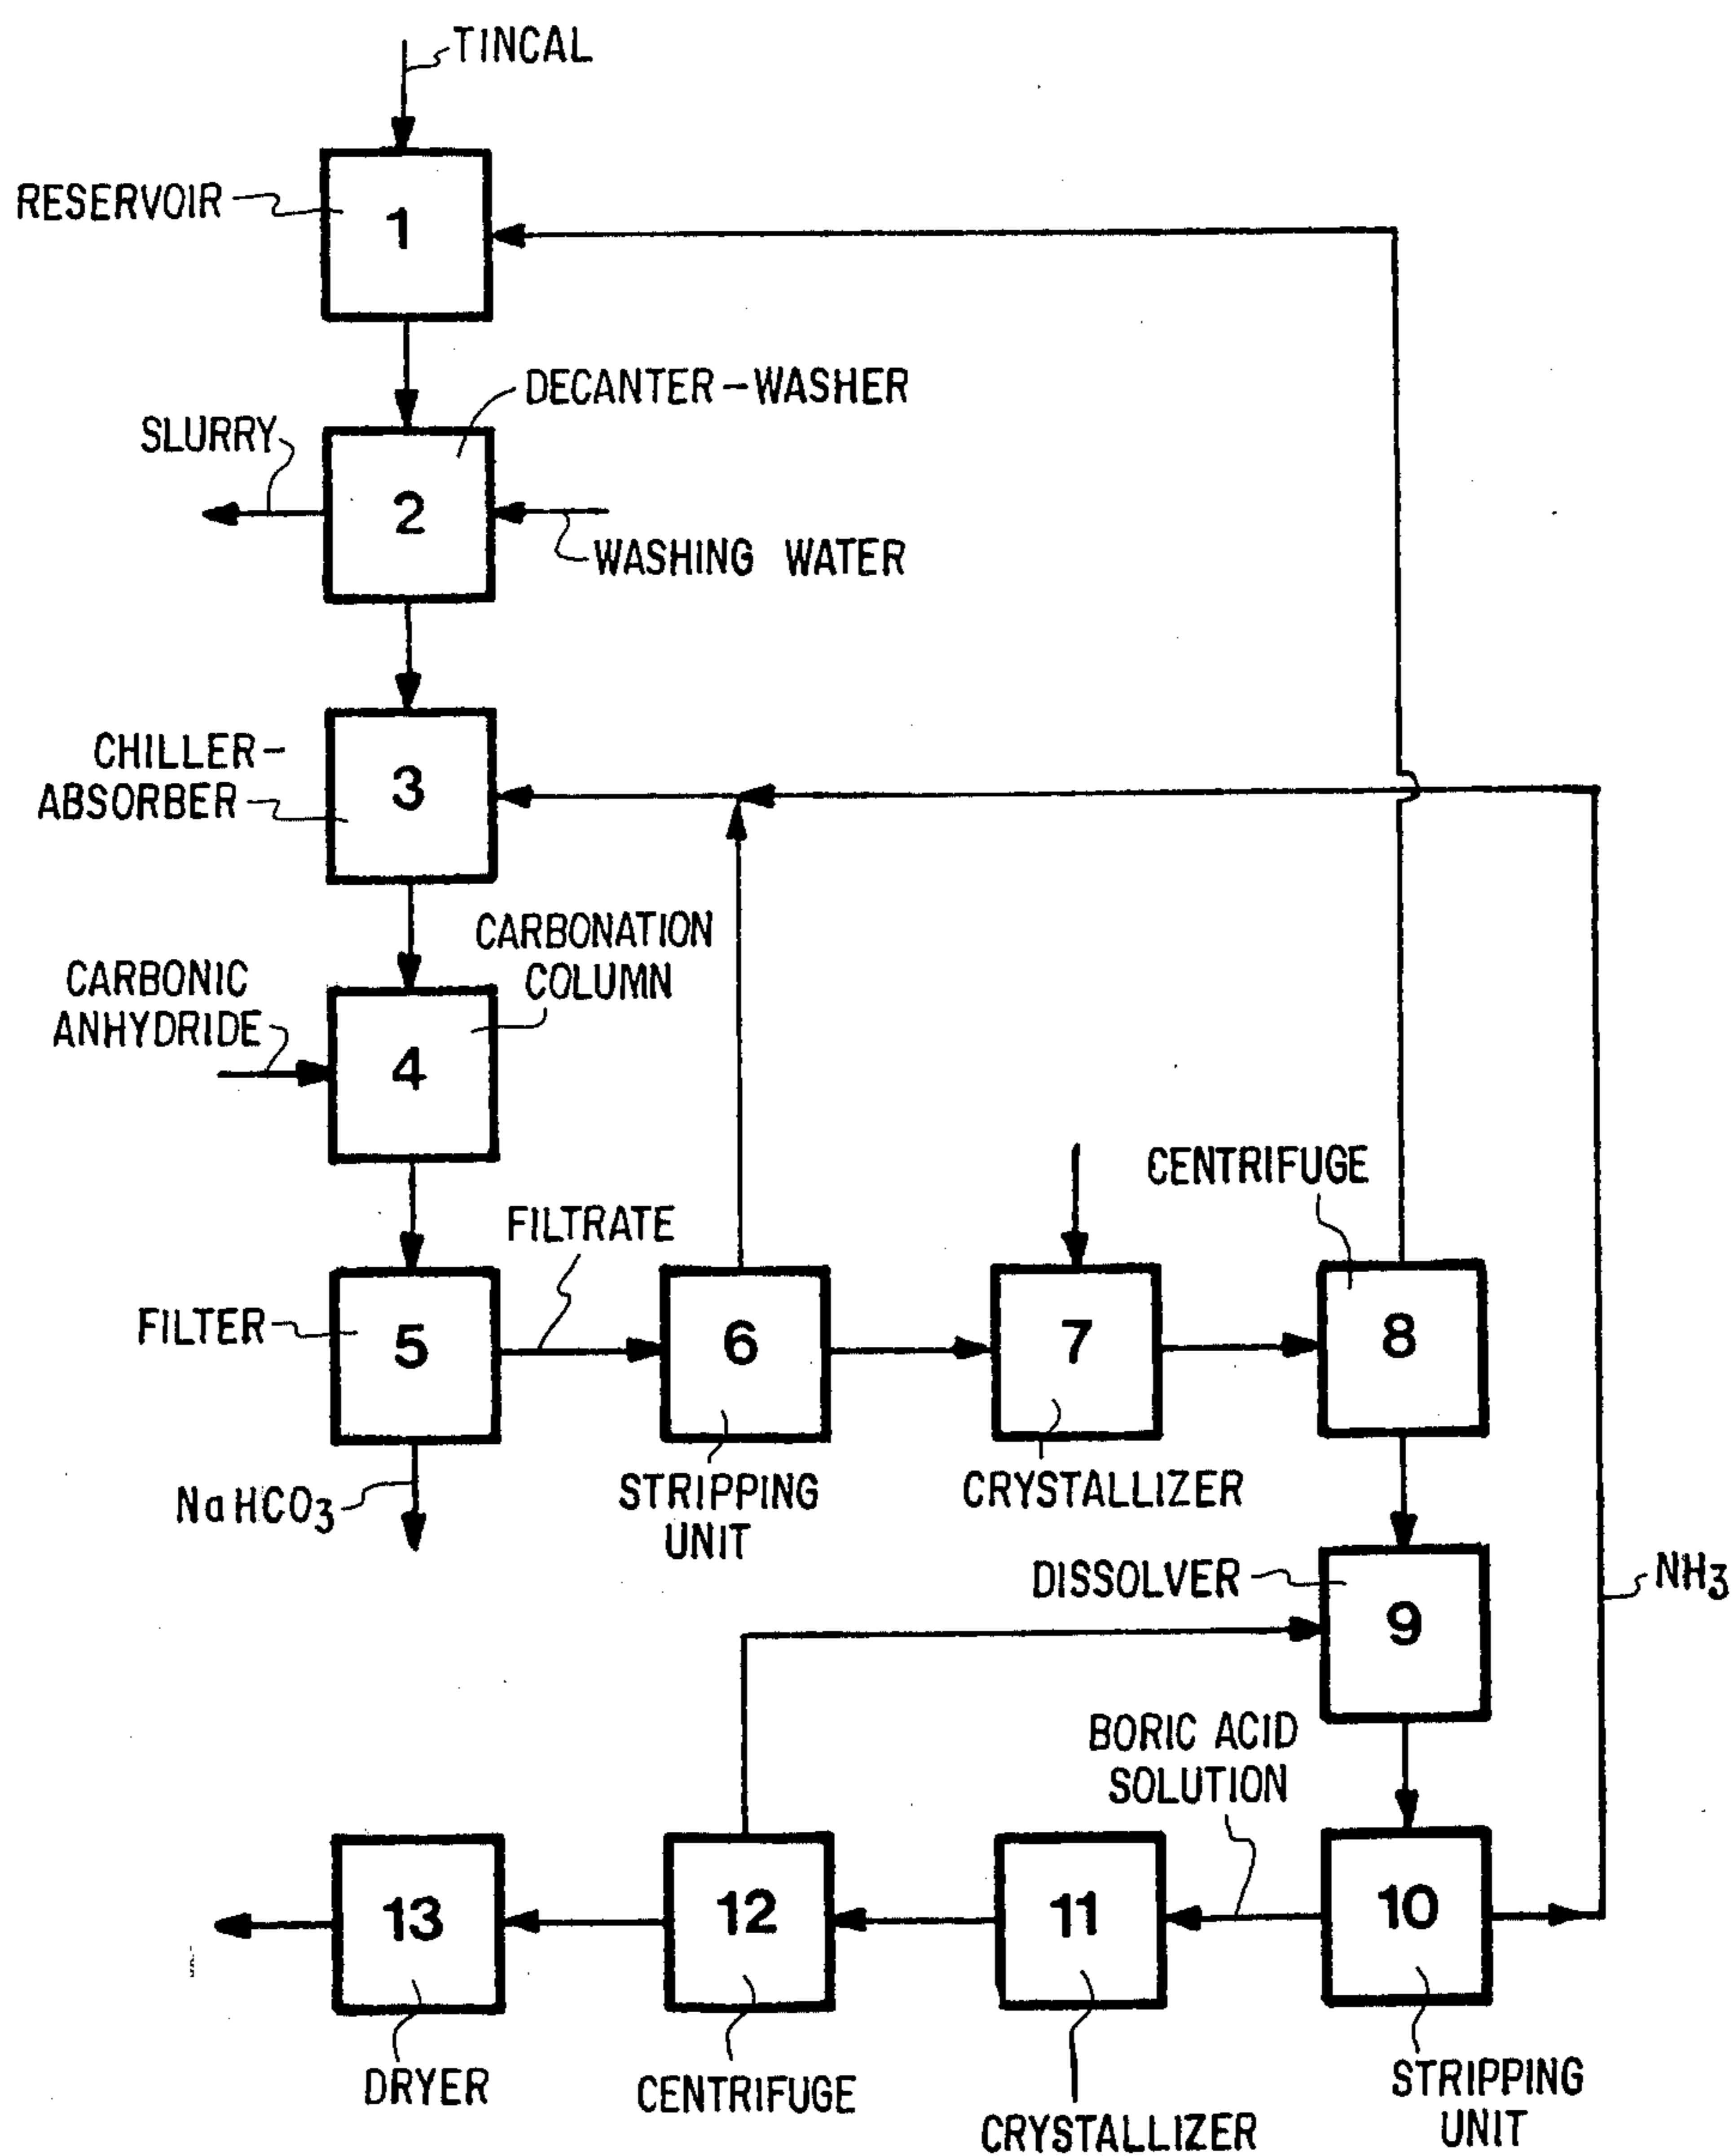 TINCAL
RESERVOIR
1
DECANTER-WASHER
SLURRY
2
WASHING WATER
CHILLER-
ABSORBER
3
CARBONATION
COLUMN
CARBONIC
ANHYDRIDE
4
CENTRIFUGE
FILTRATE
FILTER
5
6
7
8
NaHCO3
STRIPPING
UNIT
CRYSTALLIZER
DISSOLVER
NH3
9
BORIC ACID
SOLUTION
13
12
11
10
DRYER
CENTRIFUGE
CRYSTALLIZER
STRIPPING
UNIT